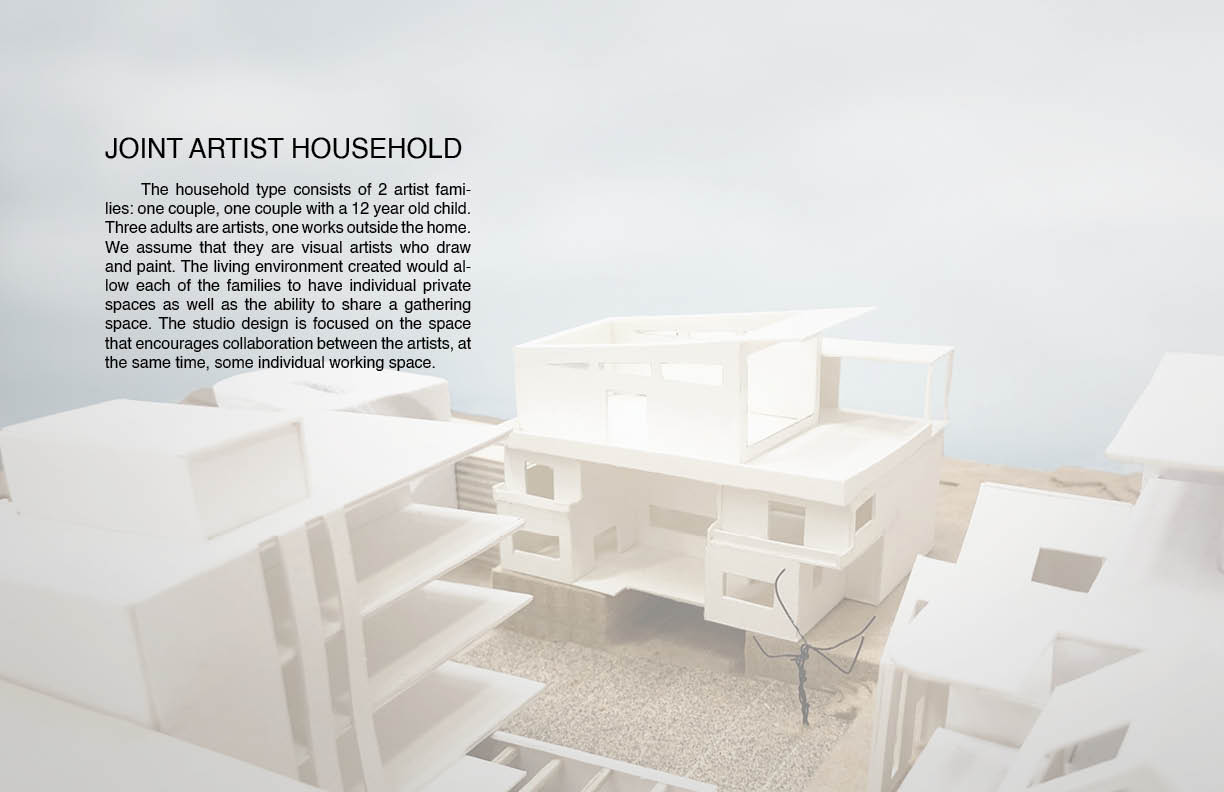 JOINT ARTIST HOUSEHOLD
The household type consists of 2 artist fami-
lies: one couple, one couple with a 12 year old child.
Three adults are artists, one works outside the home.
We assume that they are visual artists who draw
and paint. The living environment created would al-
low each of the families to have individual private
spaces as well as the ability to share a gathering
space. The studio design is focused on the space
that encourages collaboration between the artists, at
the same time, some individual working space.